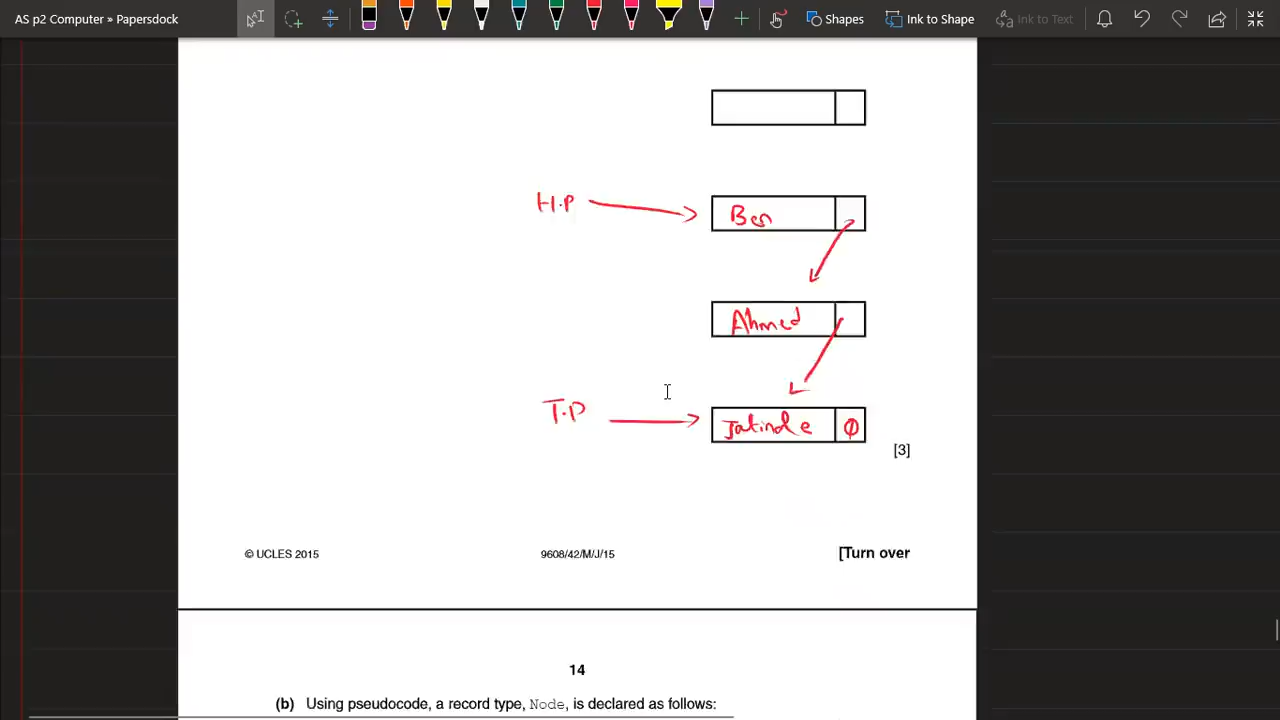 AS p2 Computer » Papersdock
Shapes
Ink to Shape
Ink to Text
H.P
Ben
Ahmed
T.P
Jatinde
Ø
[3]
© UCLES 2015
9608/42/M/J/15
[Turn over
14
(b) Using pseudocode, a record type, Node, is declared as follows: